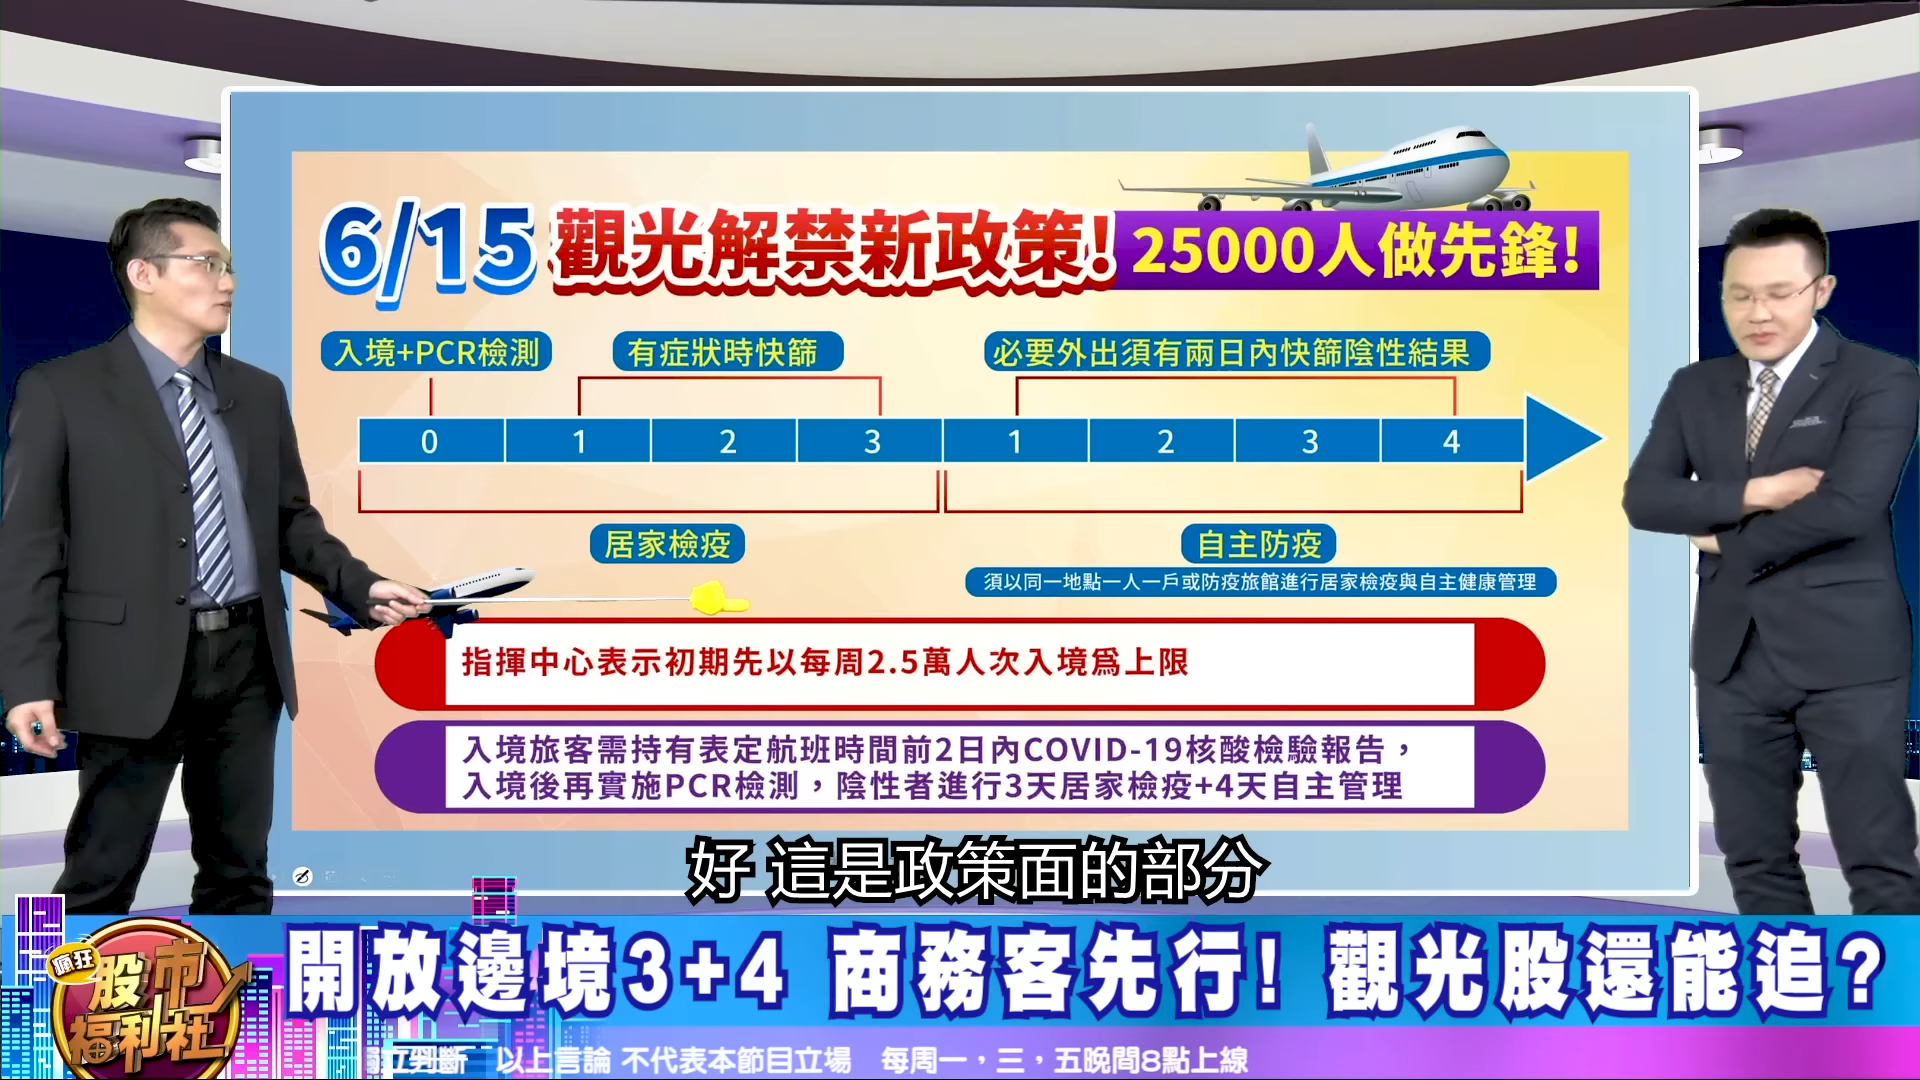 6/15 觀光解禁新政策! 25000人做先鋒!
入境+PCR檢測
有症狀時快篩
必要外出須有兩日內快篩陰性結果
0 1 2 3 1 2 3 4
居家檢疫
自主防疫
須以同一地點一人一戶或防疫旅館進行居家檢疫與自主健康管理
指揮中心表示初期先以每周2.5萬人次入境爲上限
入境旅客需持有表定航班時間前2日內COVID-19核酸檢驗報告，
入境後再實施PCR檢測，陰性者進行3天居家檢疫+4天自主管理
好 這是政策面的部分
開放邊境3+4 商務客先行! 觀光股還能追?
瘋狂
股市
福利社
立判斷 以上言論 不代表本節目立場 每周一，三，五晚間8點上線